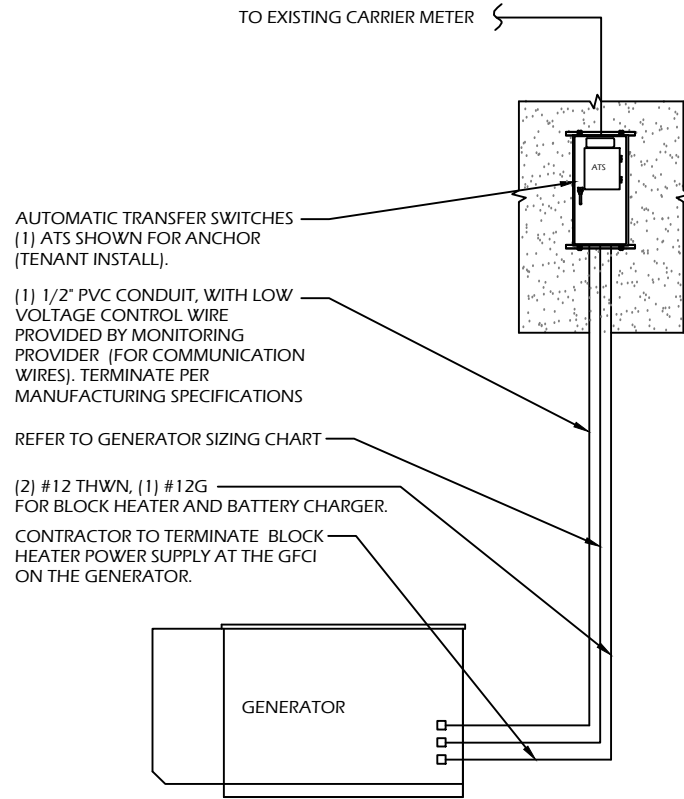 TO EXISTING CARRIER METER
ATS
AUTOMATIC TRANSFER SWITCHES
(1) ATS SHOWN FOR ANCHOR
(TENANT INSTALL).
(1) 1/2" PVC CONDUIT, WITH LOW
VOLTAGE CONTROL WIRE
PROVIDED BY MONITORING
PROVIDER (FOR COMMUNICATION
WIRES). TERMINATE PER
MANUFACTURING SPECIFICATIONS
REFER TO GENERATOR SIZING CHART
(2) #12 THWN, (1) #12G
FOR BLOCK HEATER AND BATTERY CHARGER.
CONTRACTOR TO TERMINATE BLOCK
HEATER POWER SUPPLY AT THE GFCI
ON THE GENERATOR.
GENERATOR